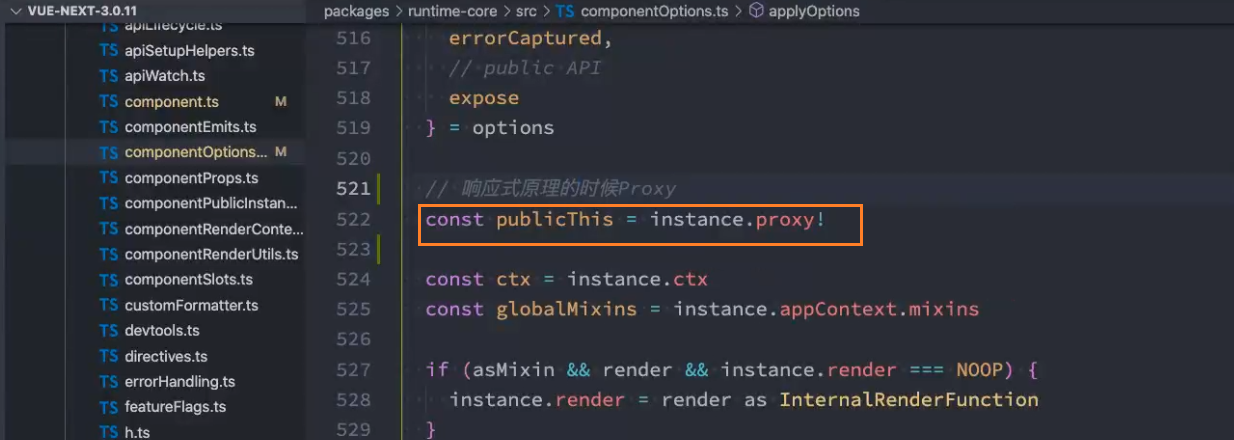 VUE-NEXT-3.0.11
apiLifecycle.ts
TS apiSetupHelpers.ts
TS apiWatch.ts
TS component.ts M
TS componentEmits.ts
TS componentOptions... M
TS componentProps.ts
TS componentPublicInstan...
TS componentRenderConte...
TS componentRenderUtils.ts
TS componentSlots.ts
TS customFormatter.ts
TS devtools.ts
TS directives.ts
TS errorHandling.ts
TS featureFlags.ts
TS h.ts
packages > runtime-core > src > TS componentOptions.ts > applyOptions
516 errorCaptured,
517 // public API
518 expose
519 } = options
520
521 // 响应式原理的时候Proxy
522 const publicThis = instance.proxy!
523
524 const ctx = instance.ctx
525 const globalMixins = instance.appContext.mixins
526
527 if (asMixin && render && instance.render === NOOP) {
528 instance.render = render as InternalRenderFunction
529 }